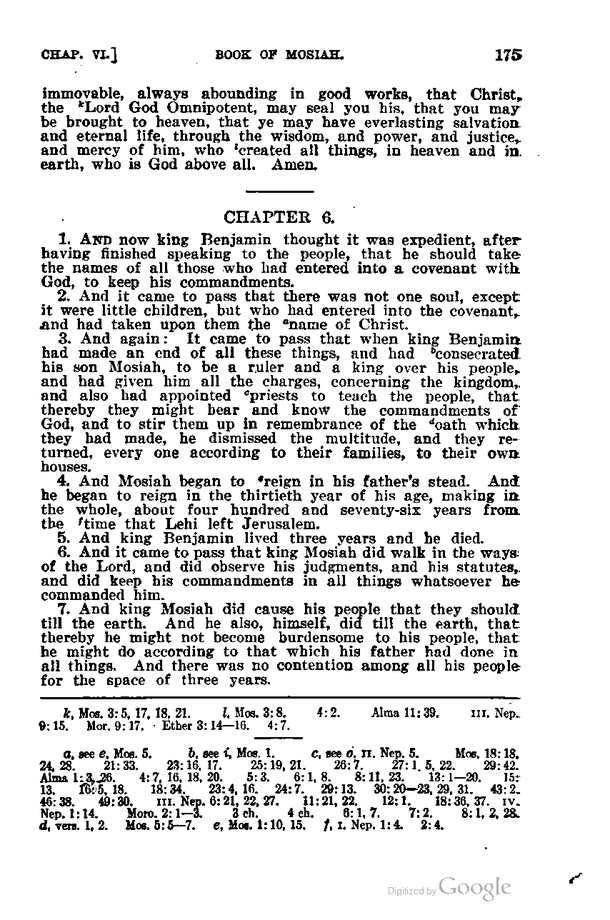 CHAP. VI.] BOOK OF MOSIAH. 175
immovable, always abounding in good works, that Christ,
the ᵏLord God Omnipotent, may seal you his, that you may
be brought to heaven, that ye may have everlasting salvation
and eternal life, through the wisdom, and power, and justice,
and mercy of him, who ˡcreated all things, in heaven and in
earth, who is God above all. Amen.
CHAPTER 6.
1. AND now king Benjamin thought it was expedient, after
having finished speaking to the people, that he should take
the names of all those who had entered into a covenant with
God, to keep his commandments.
2. And it came to pass that there was not one soul, except
it were little children, but who had entered into the covenant,
and had taken upon them the ᵃname of Christ.
3. And again: It came to pass that when king Benjamin
had made an end of all these things, and had ᵇconsecrated
his son Mosiah, to be a ruler and a king over his people,
and had given him all the charges, concerning the kingdom,
and also had appointed ᶜpriests to teach the people, that
thereby they might hear and know the commandments of
God, and to stir them up in remembrance of the ᵈoath which
they had made, he dismissed the multitude, and they re-
turned, every one according to their families, to their own
houses.
4. And Mosiah began to ᵉreign in his father's stead. And
he began to reign in the thirtieth year of his age, making in
the whole, about four hundred and seventy-six years from
the ᶠtime that Lehi left Jerusalem.
5. And king Benjamin lived three years and he died.
6. And it came to pass that king Mosiah did walk in the ways
of the Lord, and did observe his judgments, and his statutes,
and did keep his commandments in all things whatsoever he
commanded him.
7. And king Mosiah did cause his people that they should
till the earth. And he also, himself, did till the earth, that
thereby he might not become burdensome to his people, that
he might do according to that which his father had done in
all things. And there was no contention among all his people
for the space of three years.
k, Mos. 3:5, 17, 18, 21. l, Mos. 3:8. 4:2. Alma 11:39. III. Nep.
9:15. Mor. 9:17. Ether 3:14—16. 4:7.
a, see e, Mos. 5. b, see i, Mos. 1. c, see o, II. Nep. 5. Mos. 18:18,
24, 28. 21:33. 23:16, 17. 25:19, 21. 26:7. 27:1, 5, 22. 29:42.
Alma 1:3, 26. 4:7, 16, 18, 20. 5:3. 6:1, 8. 8:11, 23. 13:1—20. 15:
13. 16:5, 18. 18:34. 23:4, 16. 24:7. 29:13. 30:20—23, 29, 31. 43:2.
46:38. 49:30. III. Nep. 6:21, 22, 27. 11:21, 22. 12:1. 18:36, 37. IV.
Nep. 1:14. Moro. 2:1—3. 3 ch. 4 ch. 6:1, 7. 7:2. 8:1, 2, 28.
d, vers. 1, 2. Mos. 5:5—7. e, Mos. 1:10, 15. f, I. Nep. 1:4. 2:4.
Digitized by Google